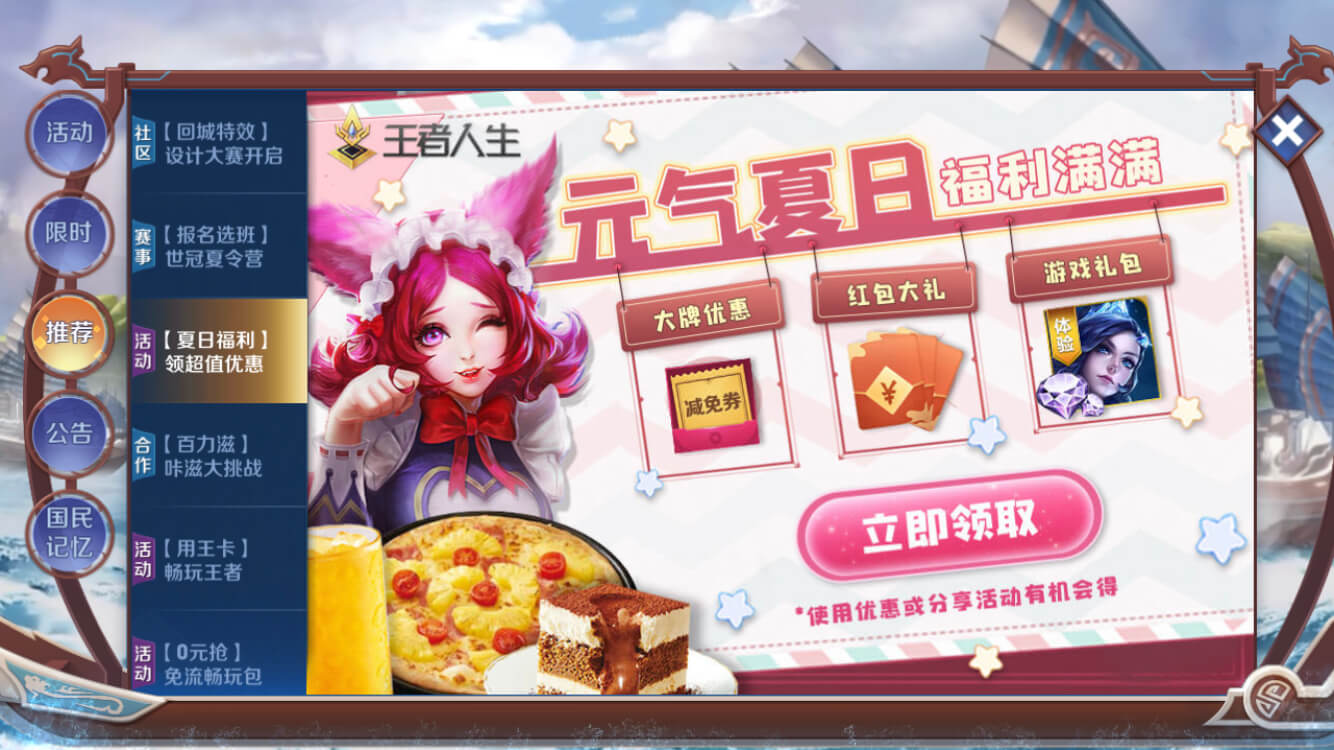 活动
限时
推荐
公告
国民
记忆
社区
【回城特效】
设计大赛开启
赛事
【报名选班】
世冠夏令营
活动
【夏日福利】
领超值优惠
合作
【百力滋】
咔滋大挑战
活动
【用王卡】
畅玩王者
活动
【0元抢】
免流畅玩包
王者人生
元气夏日福利满满
大牌优惠
减免券
红包大礼
¥
游戏礼包
体验
立即领取
*使用优惠或分享活动有机会得